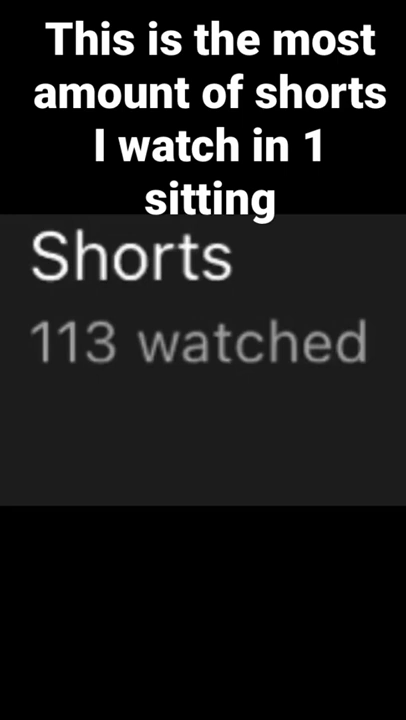 This is the most
amount of shorts
I watch in 1
sitting
Shorts
113 watched